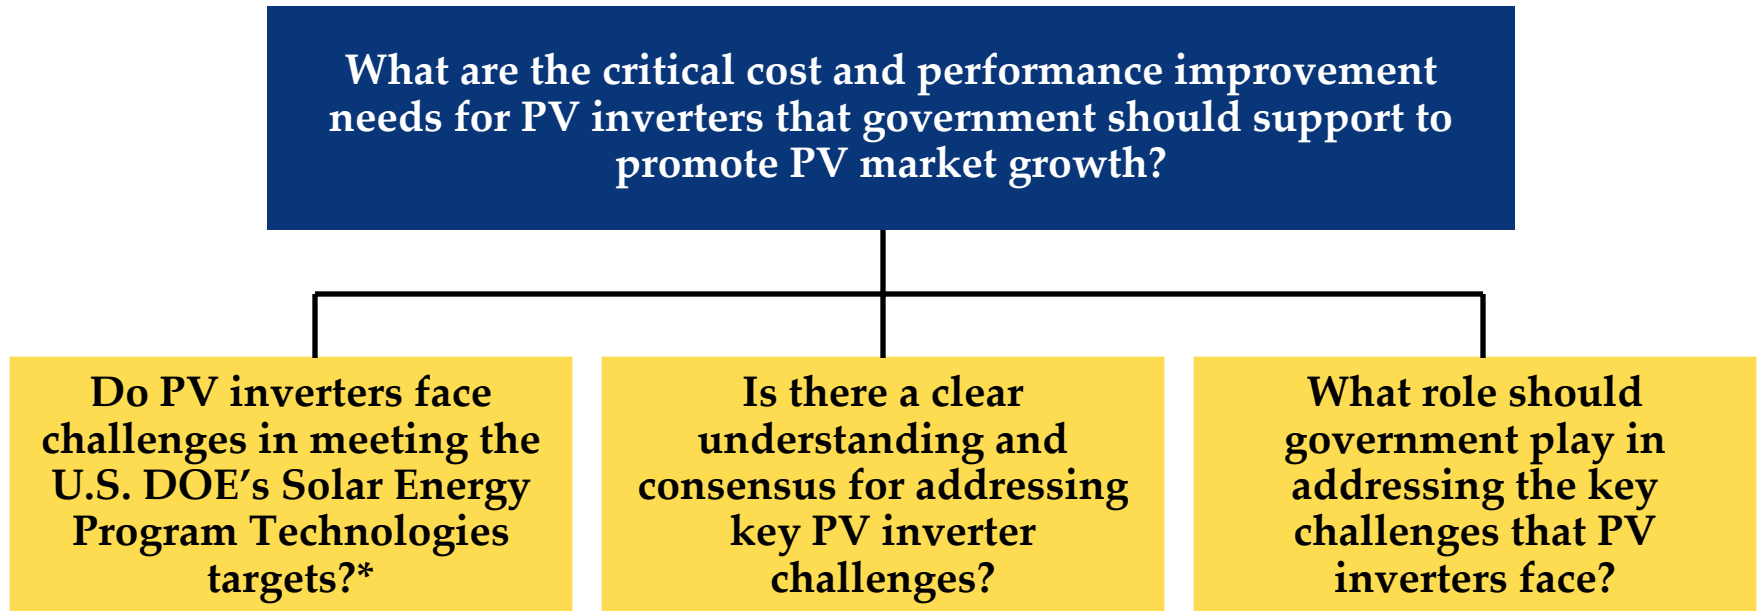 What are the critical cost and performance improvement
needs for PV inverters that government should support to
promote PV market growth?
Do PV inverters face
challenges in meeting the
U.S. DOE’s Solar Energy
Program Technologies
targets?*
Is there a clear
understanding and
consensus for addressing
key PV inverter
challenges?
What role should
government play in
addressing the key
challenges that PV
inverters face?